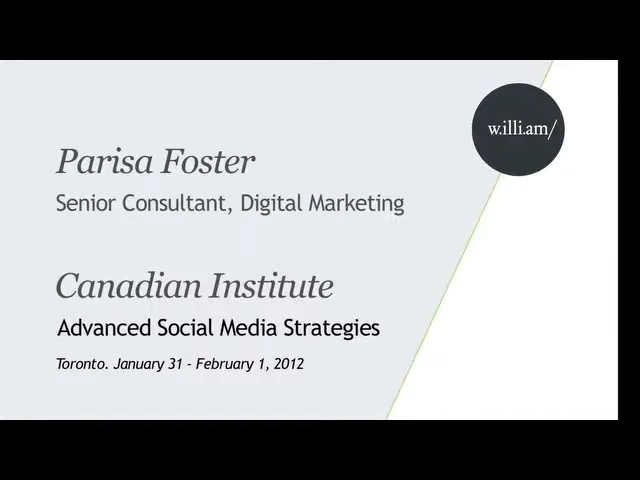 w.illi.am/
Parisa Foster
Senior Consultant, Digital Marketing
Canadian Institute
Advanced Social Media Strategies
Toronto. January 31 - February 1, 2012